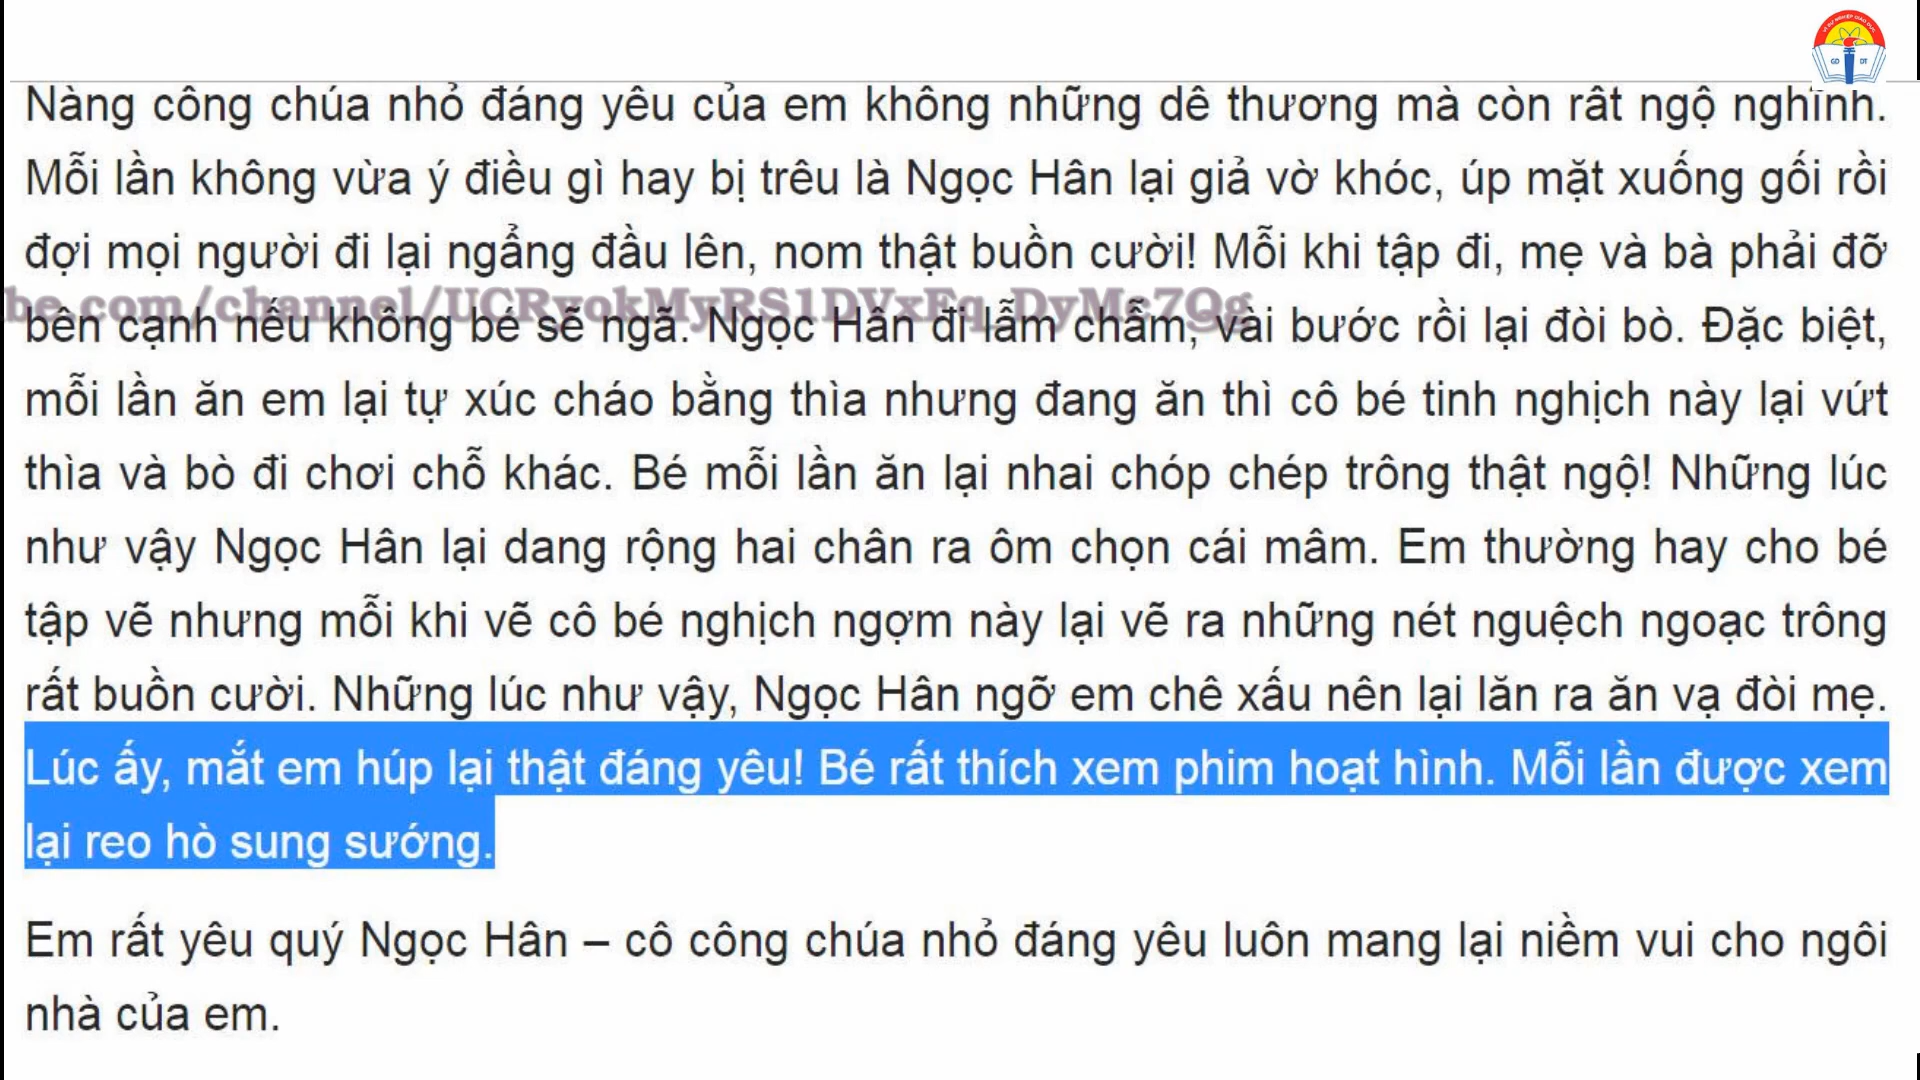 VÌ SỰ NGHIỆP GIÁO DỤC
GD ĐT
Nàng công chúa nhỏ đáng yêu của em không những dễ thương mà còn rất ngộ nghĩnh.
Mỗi lần không vừa ý điều gì hay bị trêu là Ngọc Hân lại giả vờ khóc, úp mặt xuống gối rồi
đợi mọi người đi lại ngẩng đầu lên, nom thật buồn cười! Mỗi khi tập đi, mẹ và bà phải đỡ
be.com/channel/UCRyokMyRS1DVxFq_DyMc7Qg
bên cạnh nếu không bé sẽ ngã. Ngọc Hân đi lẫm chẫm, vài bước rồi lại đòi bò. Đặc biệt,
mỗi lần ăn em lại tự xúc cháo bằng thìa nhưng đang ăn thì cô bé tinh nghịch này lại vứt
thìa và bò đi chơi chỗ khác. Bé mỗi lần ăn lại nhai chóp chép trông thật ngộ! Những lúc
như vậy Ngọc Hân lại dang rộng hai chân ra ôm chọn cái mâm. Em thường hay cho bé
tập vẽ nhưng mỗi khi vẽ cô bé nghịch ngợm này lại vẽ ra những nét nguệch ngoạc trông
rất buồn cười. Những lúc như vậy, Ngọc Hân ngỡ em chê xấu nên lại lăn ra ăn vạ đòi mẹ.
Lúc ấy, mắt em húp lại thật đáng yêu! Bé rất thích xem phim hoạt hình. Mỗi lần được xem
lại reo hò sung sướng.
Em rất yêu quý Ngọc Hân – cô công chúa nhỏ đáng yêu luôn mang lại niềm vui cho ngôi
nhà của em.